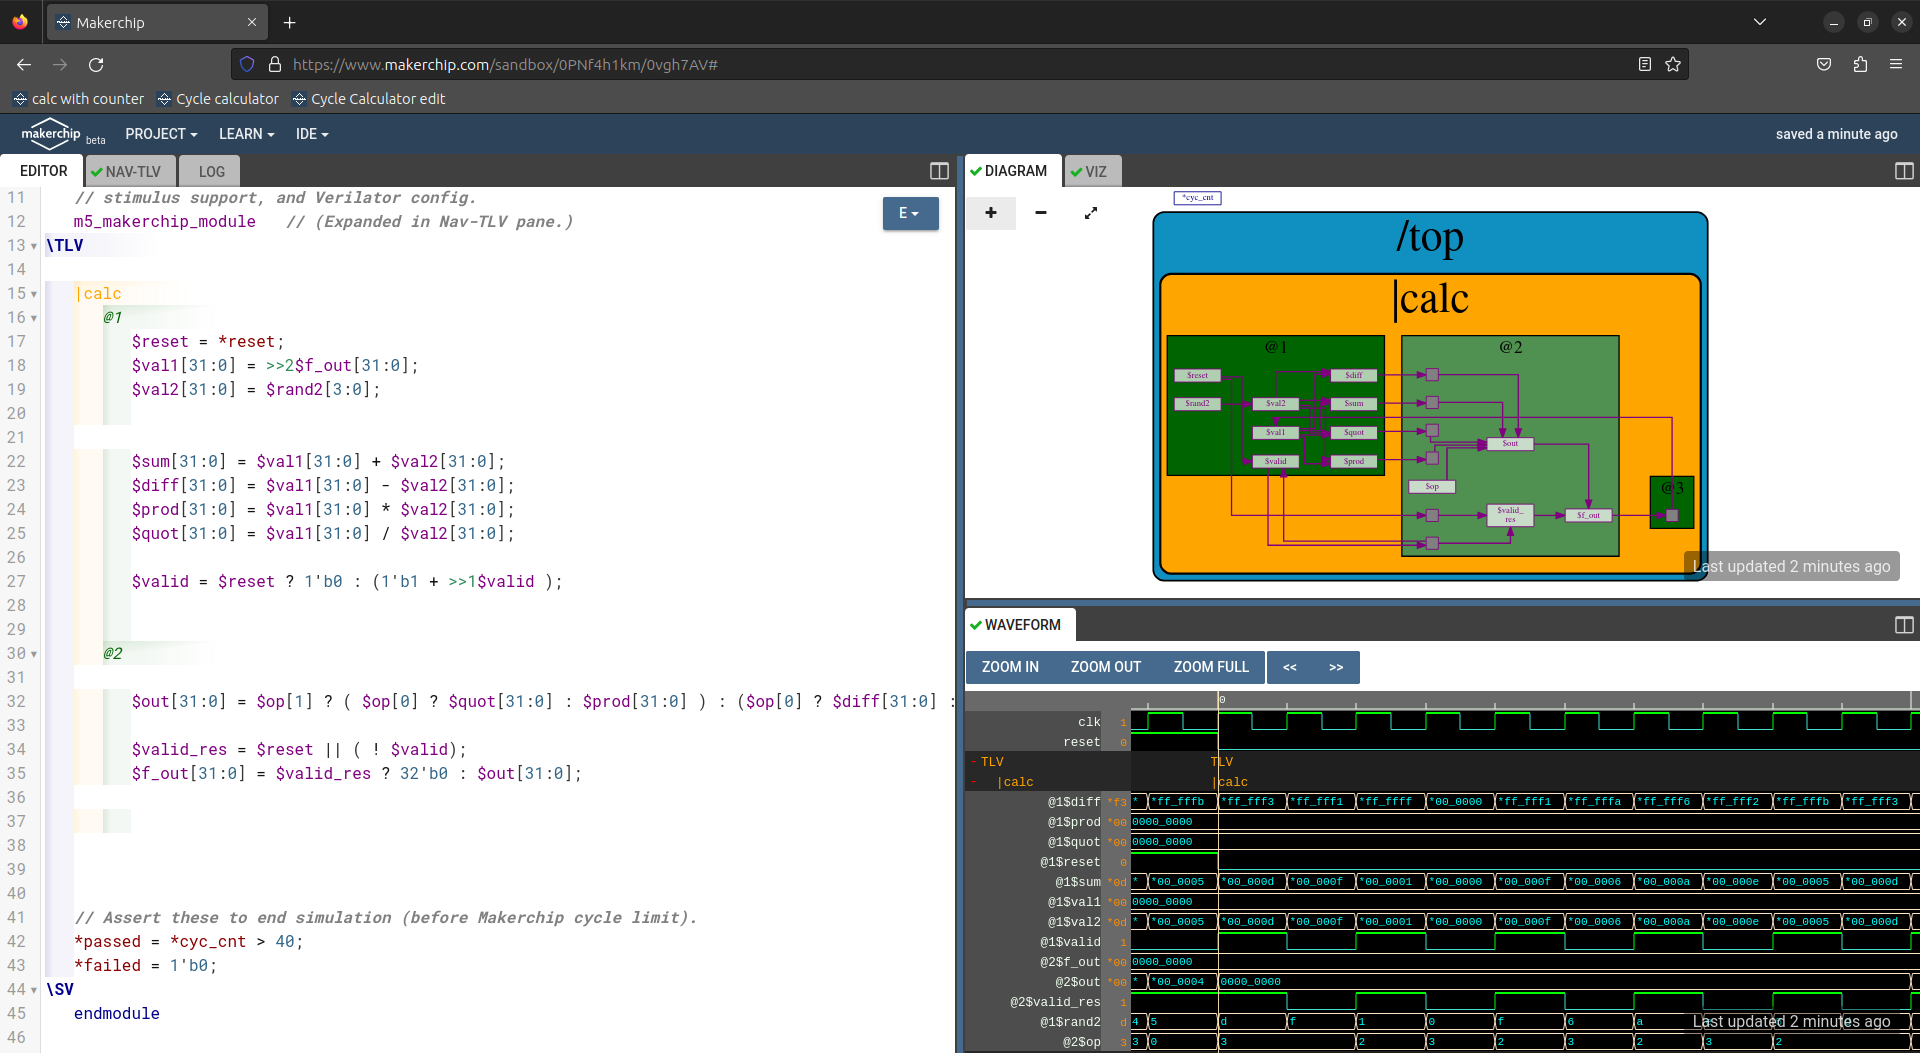 Makerchip
https://www.makerchip.com/sandbox/0PNf4h1km/0vgh7AV#
calc with counter Cycle calculator Cycle Calculator edit
makerchip beta PROJECT LEARN IDE saved a minute ago
EDITOR NAV-TLV LOG
E
11 // stimulus support, and Verilator config.
12 m5_makerchip_module // (Expanded in Nav-TLV pane.)
13 \TLV
14
15 |calc
16 @1
17 $reset = *reset;
18 $val1[31:0] = >>2$f_out[31:0];
19 $val2[31:0] = $rand2[3:0];
20
21
22 $sum[31:0] = $val1[31:0] + $val2[31:0];
23 $diff[31:0] = $val1[31:0] - $val2[31:0];
24 $prod[31:0] = $val1[31:0] * $val2[31:0];
25 $quot[31:0] = $val1[31:0] / $val2[31:0];
26
27 $valid = $reset ? 1'b0 : (1'b1 + >>1$valid );
28
29
30 @2
31
32 $out[31:0] = $op[1] ? ( $op[0] ? $quot[31:0] : $prod[31:0] ) : ($op[0] ? $diff[31:0] :
33
34 $valid_res = $reset || ( ! $valid);
35 $f_out[31:0] = $valid_res ? 32'b0 : $out[31:0];
36
37
38
39
40
41 // Assert these to end simulation (before Makerchip cycle limit).
42 *passed = *cyc_cnt > 40;
43 *failed = 1'b0;
44 \SV
45 endmodule
46
DIAGRAM VIZ
*cyc_cnt
/top
|calc
@1 @2
$reset $diff
$rand2 $val2 $sum
$val1 $quot $out
$valid $prod
$op @3
$valid_
res $f_out
Last updated 2 minutes ago
WAVEFORM
ZOOM IN ZOOM OUT ZOOM FULL << >>
0
clk 1
reset 0
- TLV TLV
- |calc |calc
@1$diff *f3 * *ff_fffb *ff_fff3 *ff_fff1 *ff_ffff *00_0000 *ff_fff1 *ff_fffa *ff_fff6 *ff_fff2 *ff_fffb *ff_fff3
@1$prod *00 0000_0000
@1$quot *00 0000_0000
@1$reset 0
@1$sum *0d * *00_0005 *00_000d *00_000f *00_0001 *00_0000 *00_000f *00_0006 *00_000a *00_000e *00_0005 *00_000d
@1$val1 *00 0000_0000
@1$val2 *0d * *00_0005 *00_000d *00_000f *00_0001 *00_0000 *00_000f *00_0006 *00_000a *00_000e *00_0005 *00_000d
@1$valid 1
@2$f_out *00 0000_0000
@2$out *00 * *00_0004 0000_0000
@2$valid_res 1
@1$rand2 d 4 5 d f 1 0 f 6 a
Last updated 2 minutes ago
@2$op 3 3 0 3 2 3 2 3 2 3 2